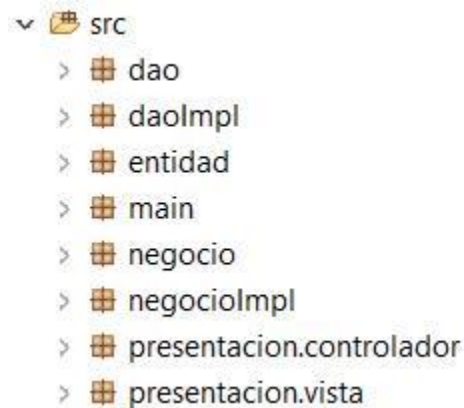 src
dao
daoImpl
entidad
main
negocio
negocioImpl
presentacion.controlador
presentacion.vista